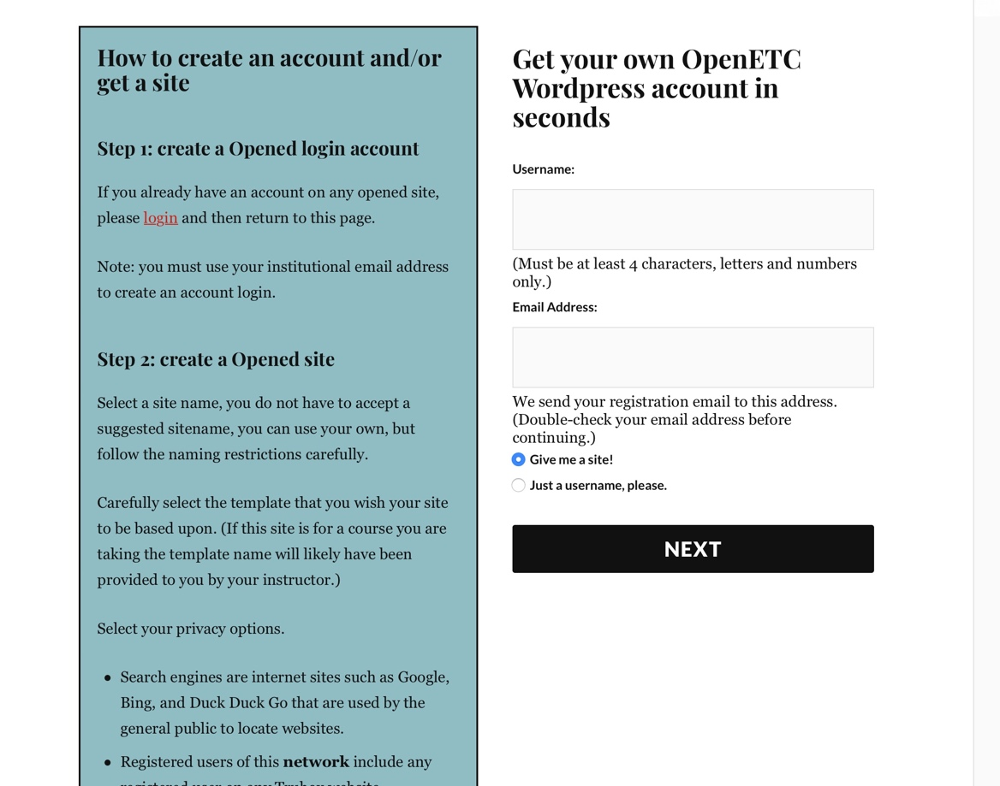 How to create an account and/or
get a site
Step 1: create a Opened login account
If you already have an account on any opened site,
please login and then return to this page.
Note: you must use your institutional email address
to create an account login.
Step 2: create a Opened site
Select a site name, you do not have to accept a
suggested sitename, you can use your own, but
follow the naming restrictions carefully.
Carefully select the template that you wish your site
to be based upon. (If this site is for a course you are
taking the template name will likely have been
provided to you by your instructor.)
Select your privacy options.
• Search engines are internet sites such as Google,
Bing, and Duck Duck Go that are used by the
general public to locate websites.
• Registered users of this network include any
registered user on any Trubox website
Get your own OpenETC
Wordpress account in
seconds
Username:
(Must be at least 4 characters, letters and numbers
only.)
Email Address:
We send your registration email to this address.
(Double-check your email address before
continuing.)
Give me a site!
Just a username, please.
NEXT